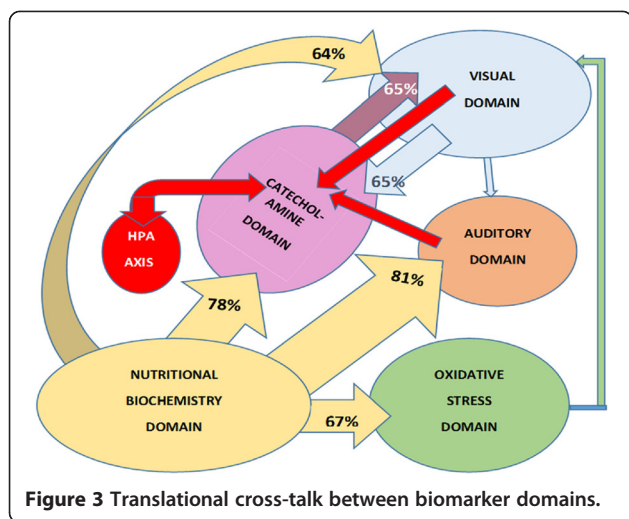 64%
VISUAL
DOMAIN
65%
65%
CATECHOL-
AMINE
DOMAIN
HPA
AXIS
AUDITORY
DOMAIN
78%
81%
NUTRITIONAL
BIOCHEMISTRY
DOMAIN
67%
OXIDATIVE
STRESS
DOMAIN
Figure 3 Translational cross-talk between biomarker domains.